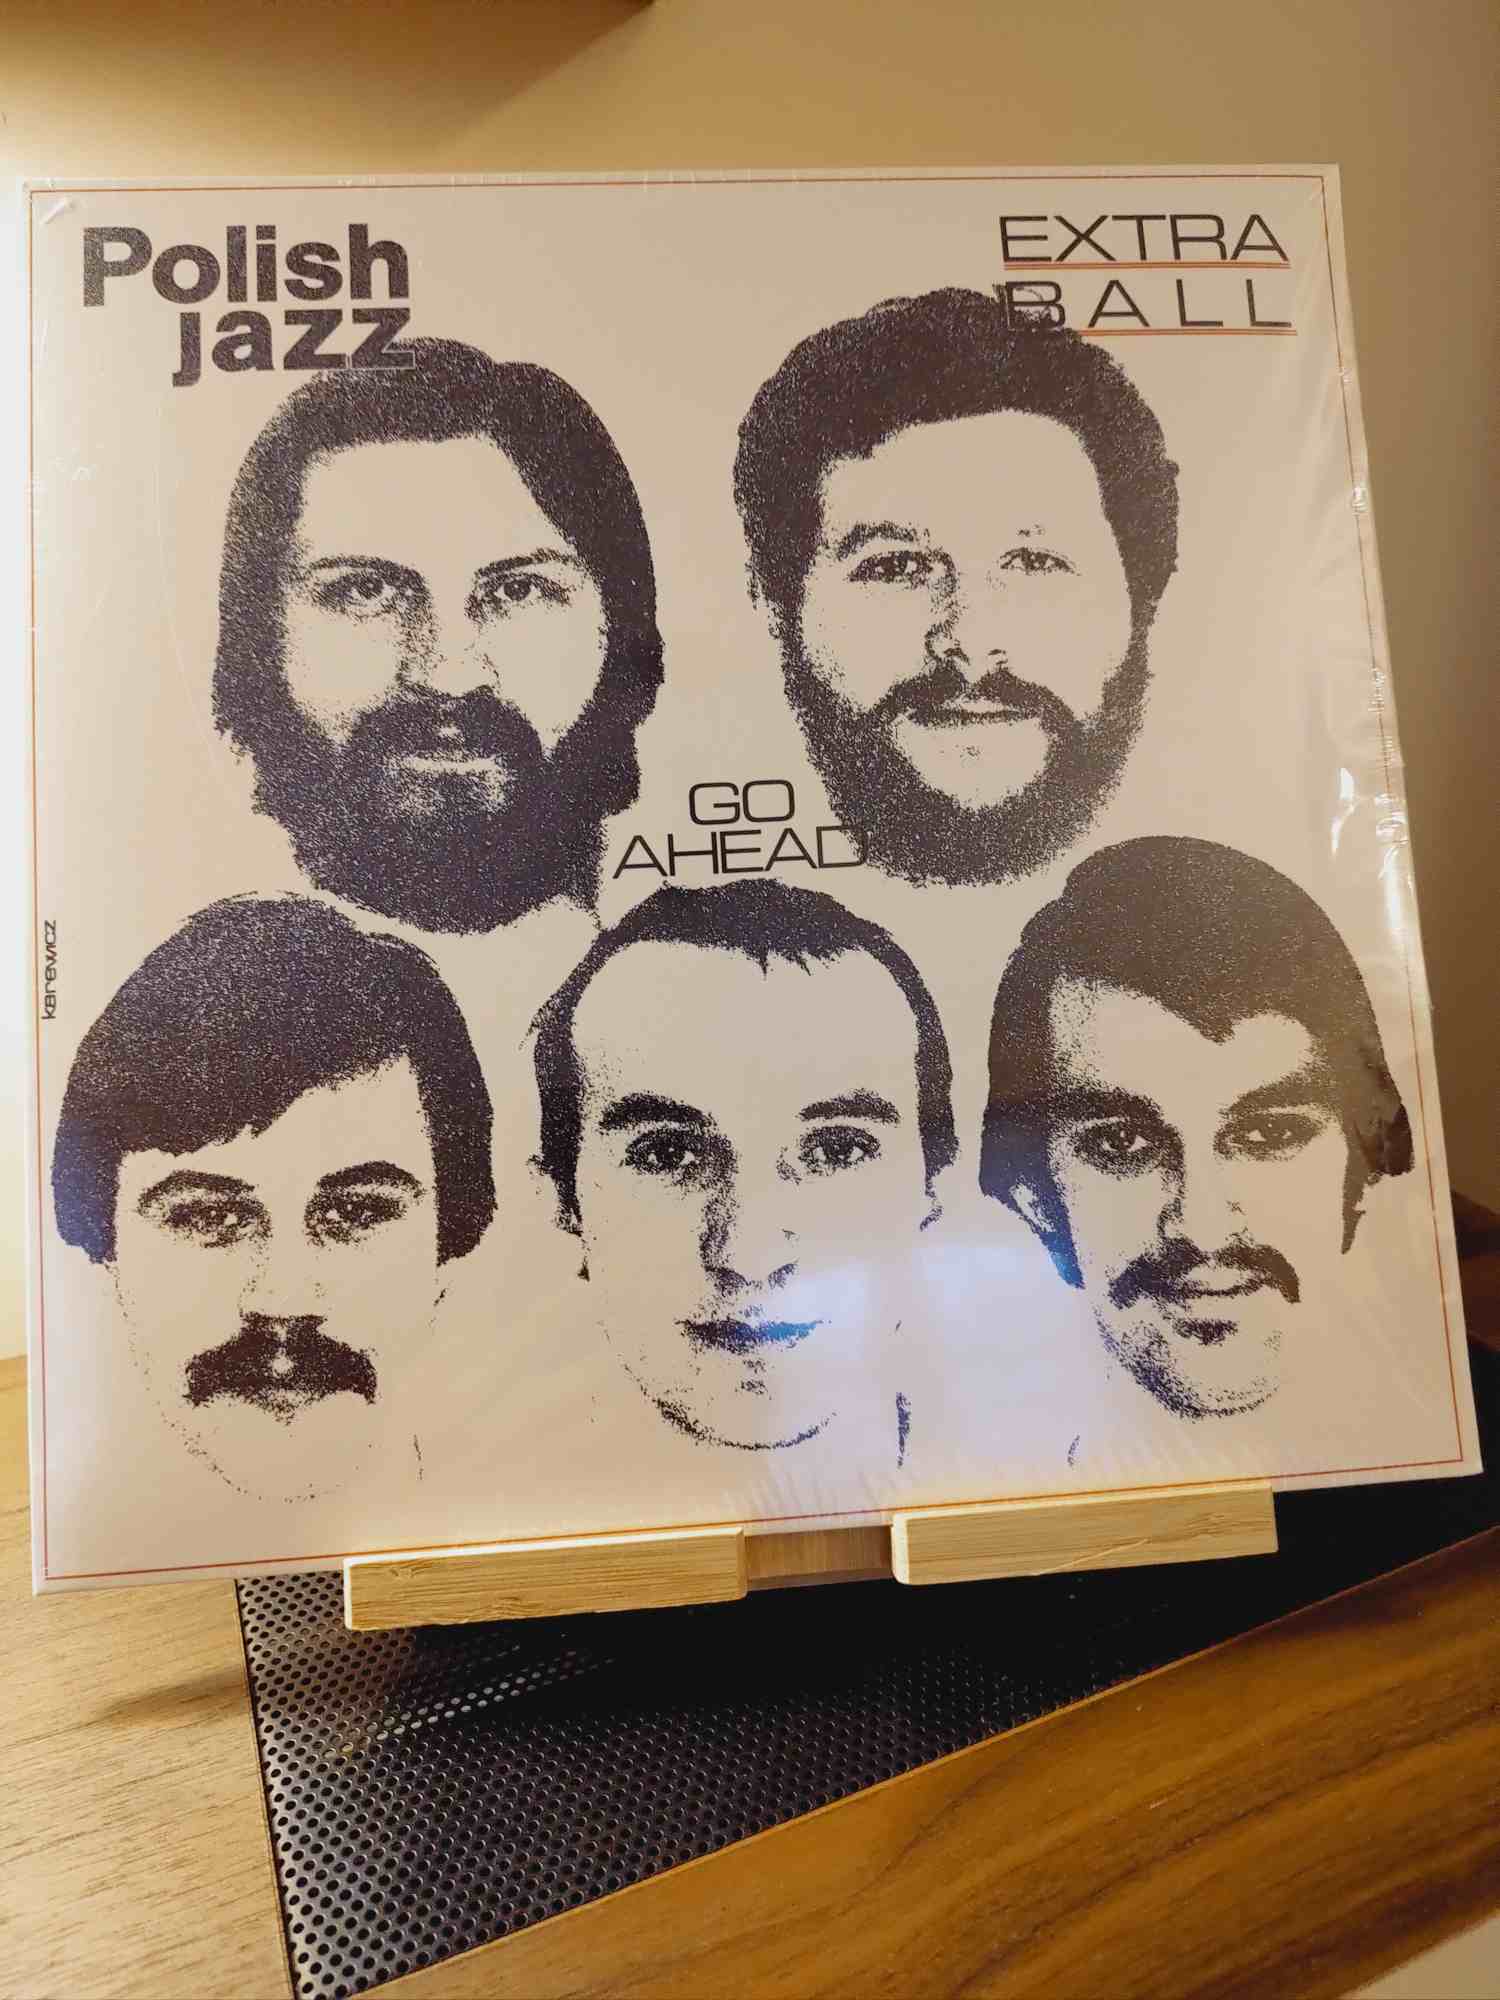 Polish
jazz
EXTRA
BALL
GO
AHEAD
karewicz